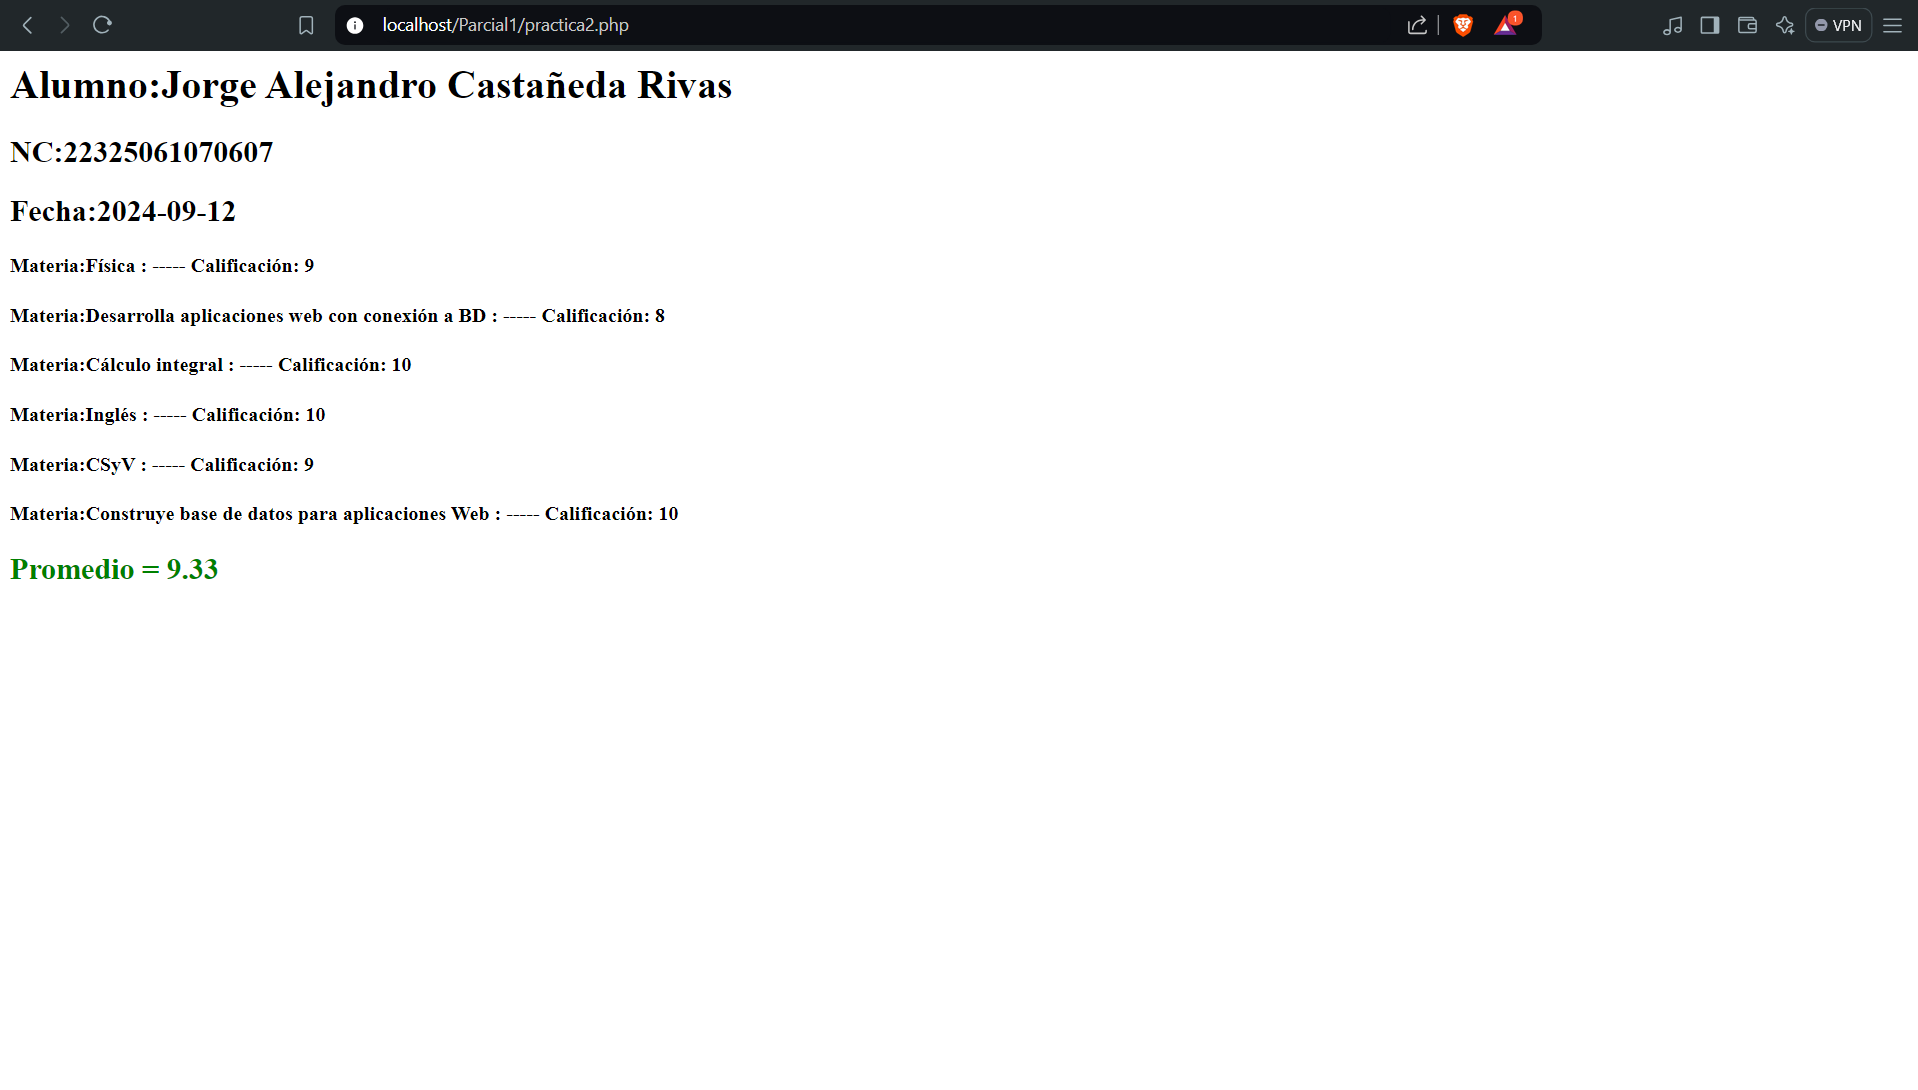 localhost/Parcial1/practica2.php
1
VPN
Alumno:Jorge Alejandro Castañeda Rivas
NC:22325061070607
Fecha:2024-09-12
Materia:Física : ----- Calificación: 9
Materia:Desarrolla aplicaciones web con conexión a BD : ----- Calificación: 8
Materia:Cálculo integral : ----- Calificación: 10
Materia:Inglés : ----- Calificación: 10
Materia:CSyV : ----- Calificación: 9
Materia:Construye base de datos para aplicaciones Web : ----- Calificación: 10
Promedio = 9.33